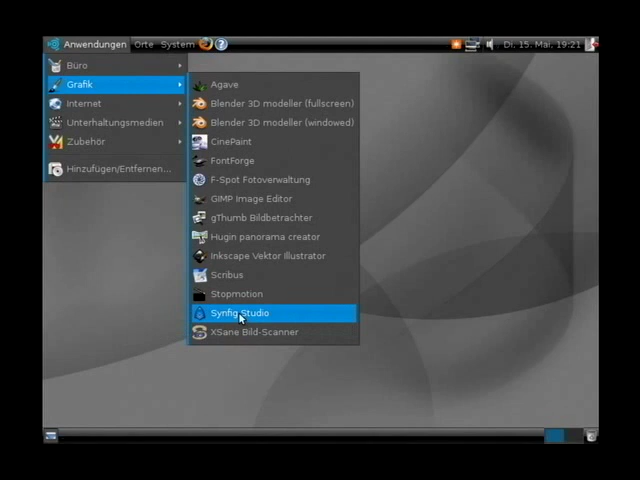 Anwendungen Orte System Di. 15. Mai, 19:21
Büro
Grafik
Internet
Unterhaltungsmedien
Zubehör
Hinzufügen/Entfernen...
Agave
Blender 3D modeller (fullscreen)
Blender 3D modeller (windowed)
CinePaint
FontForge
F-Spot Fotoverwaltung
GIMP Image Editor
gThumb Bildbetrachter
Hugin panorama creator
Inkscape Vektor Illustrator
Scribus
Stopmotion
Synfig Studio
XSane Bild-Scanner